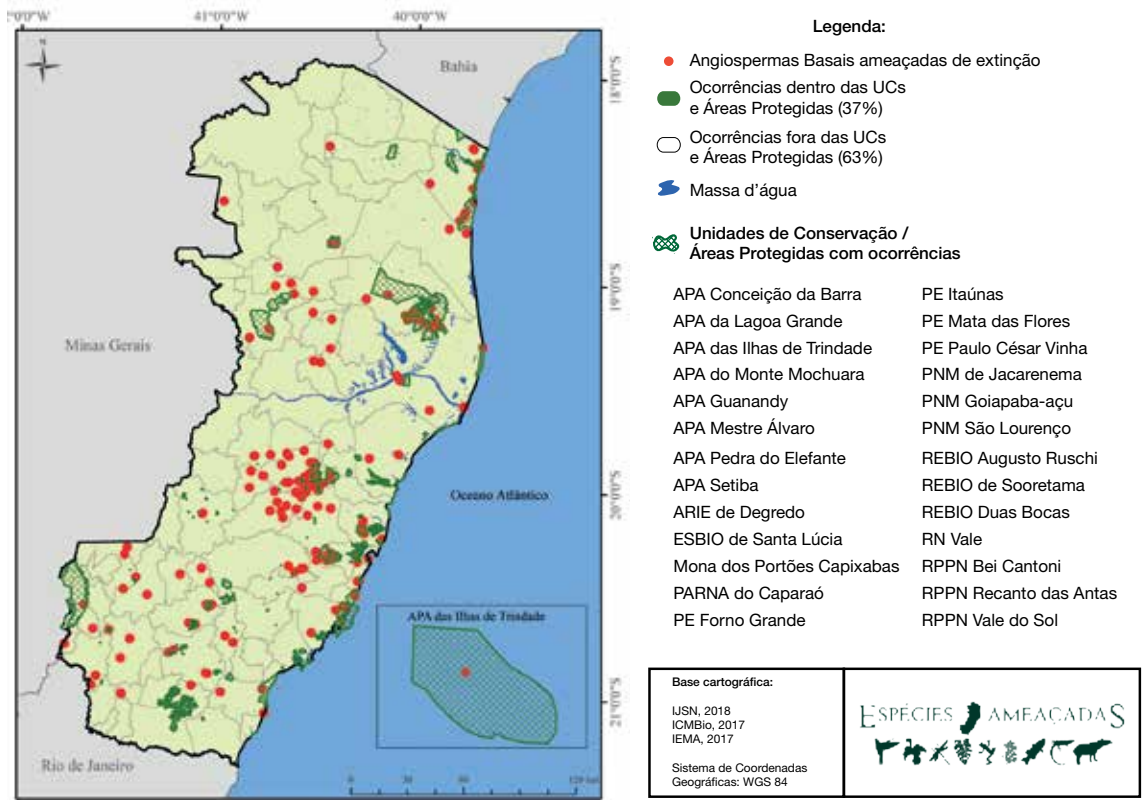 0°0'0"W
41°0'0"W
40°0'0"W
N
Bahia
18°0'0"S
19°0'0"S
Minas Gerais
Oceano Atlântico
20°0'0"S
APA das Ilhas de Trindade
21°0'0"S
Rio de Janeiro
0
30
60
120 km
Legenda:
Angiospermas Basais ameaçadas de extinção
Ocorrências dentro das UCs
e Áreas Protegidas (37%)
Ocorrências fora das UCs
e Áreas Protegidas (63%)
Massa d'água
Unidades de Conservação /
Áreas Protegidas com ocorrências
APA Conceição da Barra
APA da Lagoa Grande
APA das Ilhas de Trindade
APA do Monte Mochuara
APA Guanandy
APA Mestre Álvaro
APA Pedra do Elefante
APA Setiba
ARIE de Degredo
ESBIO de Santa Lúcia
Mona dos Portões Capixabas
PARNA do Caparaó
PE Forno Grande
PE Itaúnas
PE Mata das Flores
PE Paulo César Vinha
PNM de Jacarenema
PNM Goiapaba-açu
PNM São Lourenço
REBIO Augusto Ruschi
REBIO de Sooretama
REBIO Duas Bocas
RN Vale
RPPN Bei Cantoni
RPPN Recanto das Antas
RPPN Vale do Sol
Base cartográfica:
IJSN, 2018
ICMBio, 2017
IEMA, 2017
Sistema de Coordenadas
Geográficas: WGS 84
ESPÉCIES AMEAÇADAS